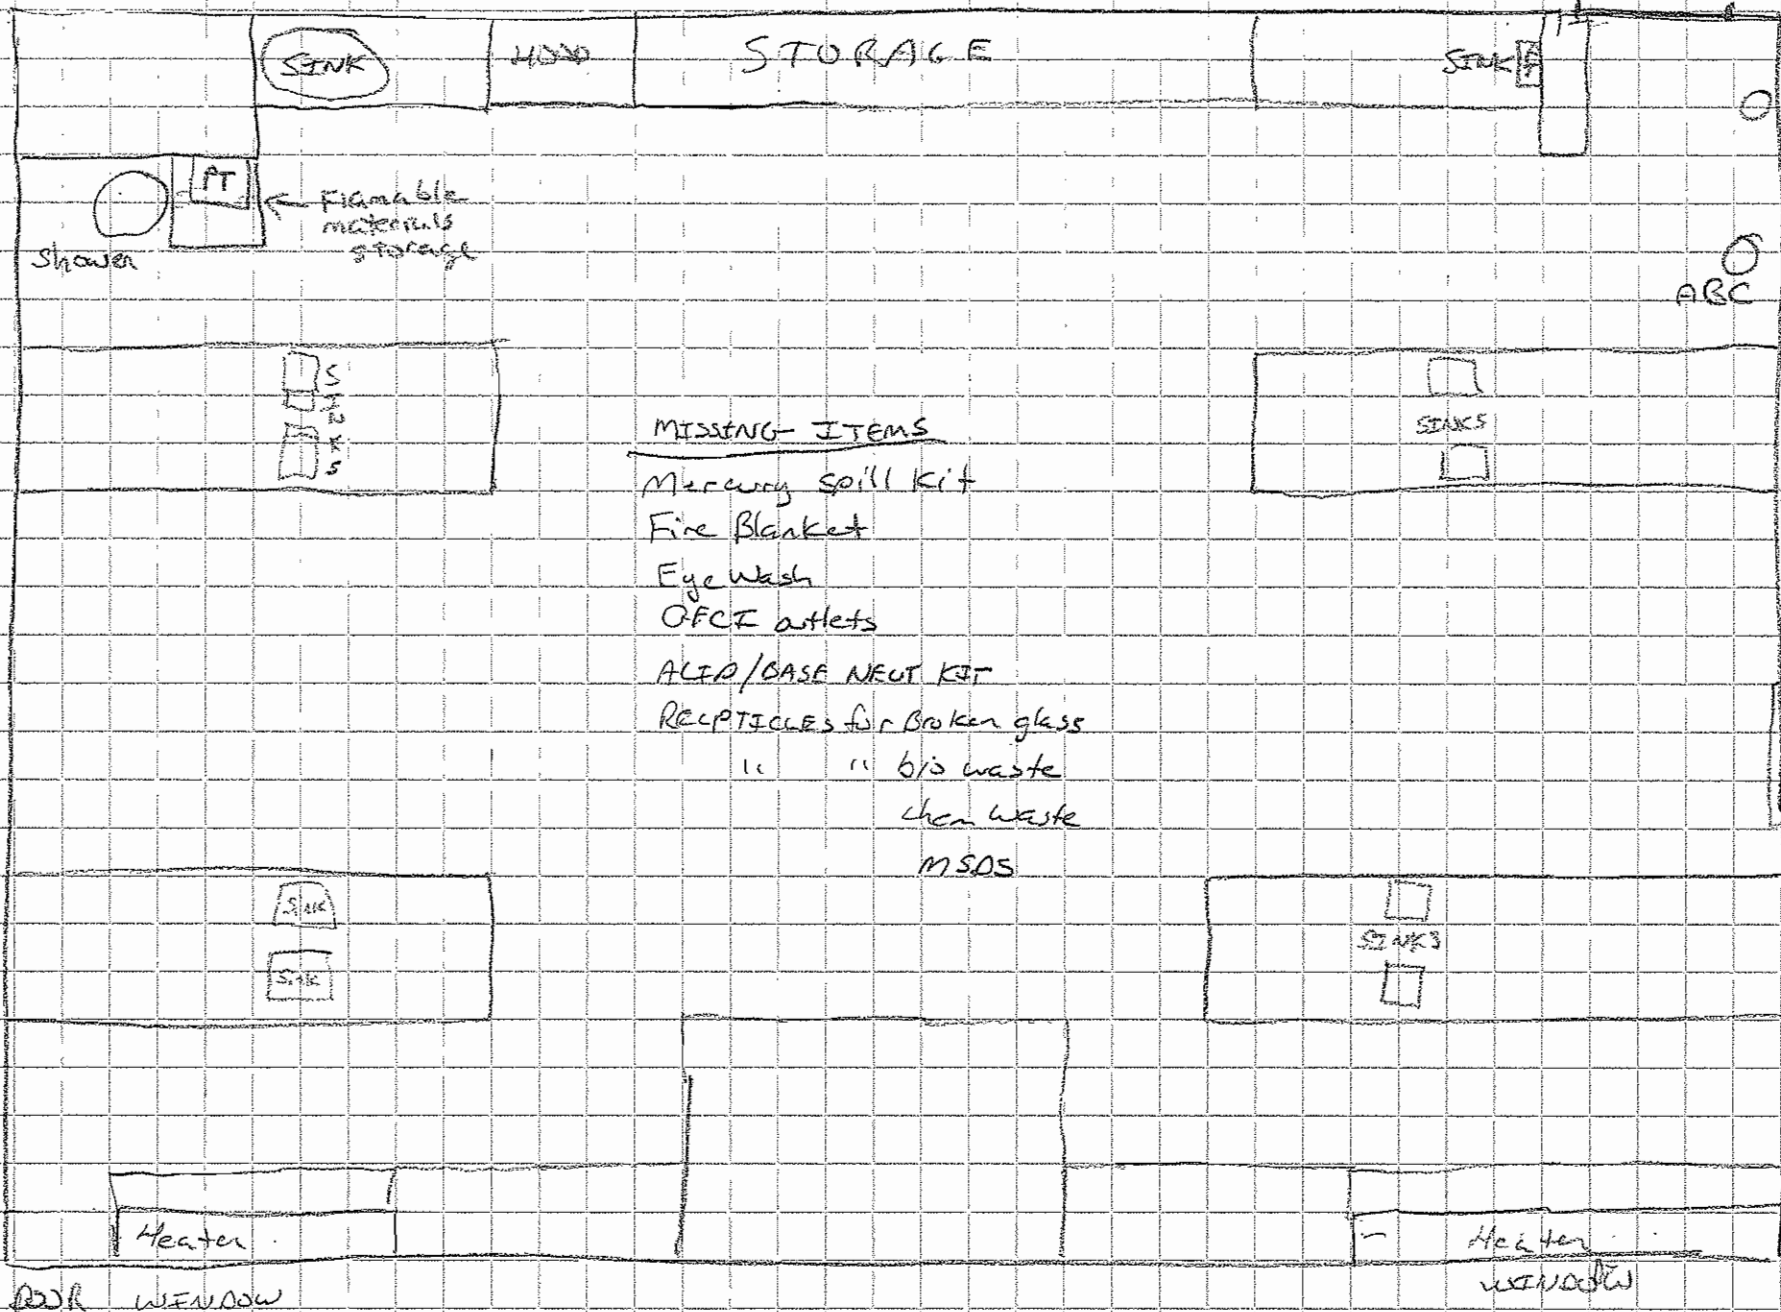 SINK
HOOD
STORAGE
SINK
PT
← Flamable
materials
storage
Shower
ABC
S
I
N
K
S
SINKS
MISSING ITEMS
Mercury Spill Kit
Fire Blanket
Eye Wash
GFCI outlets
ACID/BASE NEUT KIT
RECPTICLES for Broken glass
" " bio waste
chem waste
MSDS
Sink
Sink
SINKS
Heater
Heater
DOOR WINDOW
WINDOW